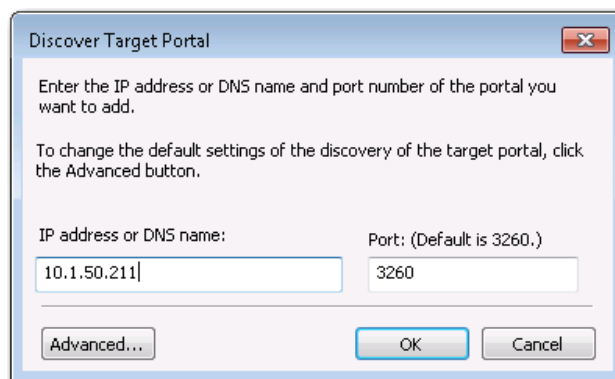 Discover Target Portal
Enter the IP address or DNS name and port number of the portal you
want to add.
To change the default settings of the discovery of the target portal, click
the Advanced button.
IP address or DNS name:
Port: (Default is 3260.)
10.1.50.211
3260
Advanced...
OK
Cancel